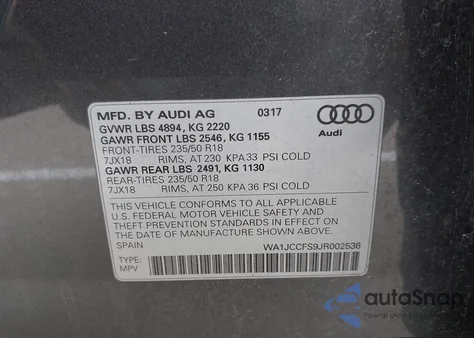 MFD. BY AUDI AG 0317
GVWR LBS 4894, KG 2220
GAWR FRONT LBS 2546, KG 1155
FRONT-TIRES 235/50 R18
7JX18 RIMS, AT 230 KPA 33 PSI COLD
GAWR REAR LBS 2491, KG 1130
REAR-TIRES 235/50 R18
7JX18 RIMS, AT 250 KPA 36 PSI COLD
Audi
THIS VEHICLE CONFORMS TO ALL APPLICABLE
U.S. FEDERAL MOTOR VEHICLE SAFETY AND
THEFT PREVENTION STANDARDS IN EFFECT ON THE
DATE OF MANUFACTURE SHOWN ABOVE.
SPAIN WA1JCCFS9JR002536
TYPE:
MPV
autoSnap